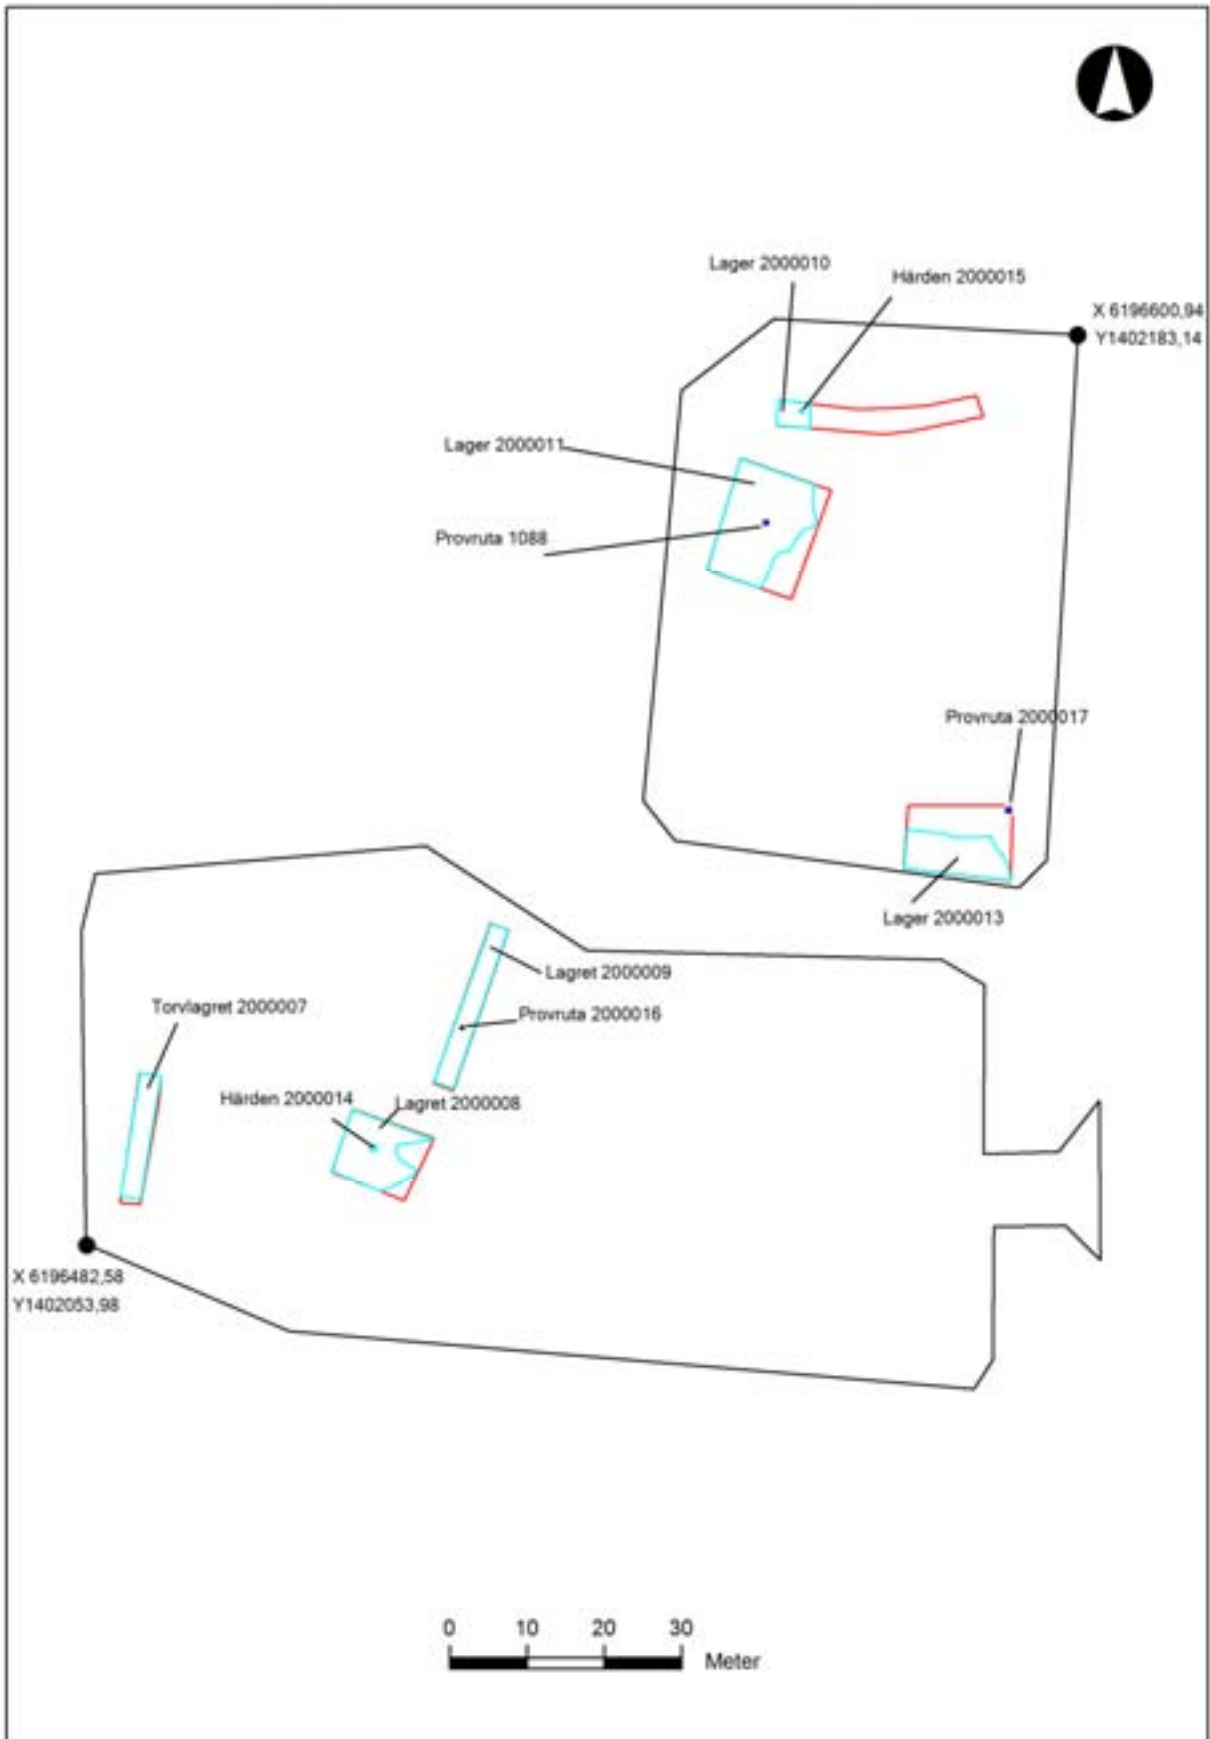 Lager 2000010
Härden 2000015
X 6196600,94
Y1402183,14
Lager 2000011
Provruta 1088
Provruta 2000017
Lager 2000013
Lagret 2000009
Torvlagret 2000007
Provruta 2000016
Härden 2000014
Lagret 2000008
X 6196482,58
Y1402053,98
0 10 20 30
Meter